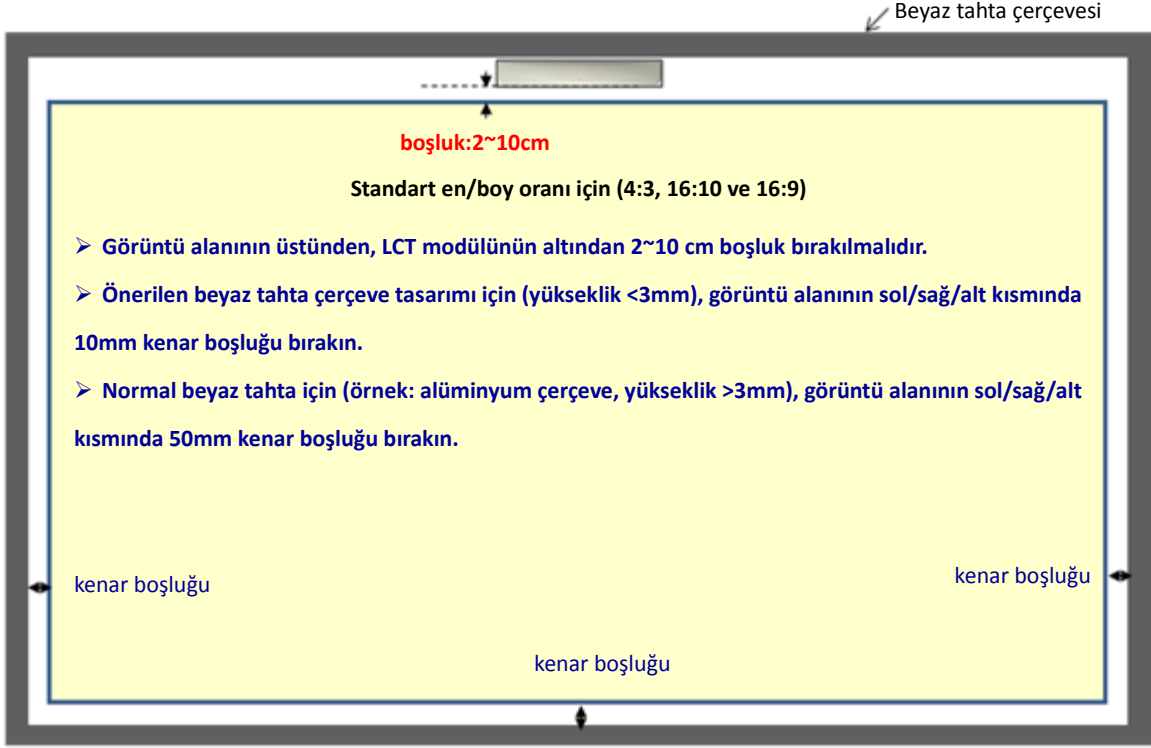 Beyaz tahta çerçevesi
boşluk:2~10cm
Standart en/boy oranı için (4:3, 16:10 ve 16:9)
➢ Görüntü alanının üstünden, LCT modülünün altından 2~10 cm boşluk bırakılmalıdır.
➢ Önerilen beyaz tahta çerçeve tasarımı için (yükseklik <3mm), görüntü alanının sol/sağ/alt kısmında
10mm kenar boşluğu bırakın.
➢ Normal beyaz tahta için (örnek: alüminyum çerçeve, yükseklik >3mm), görüntü alanının sol/sağ/alt
kısmında 50mm kenar boşluğu bırakın.
kenar boşluğu
kenar boşluğu
kenar boşluğu